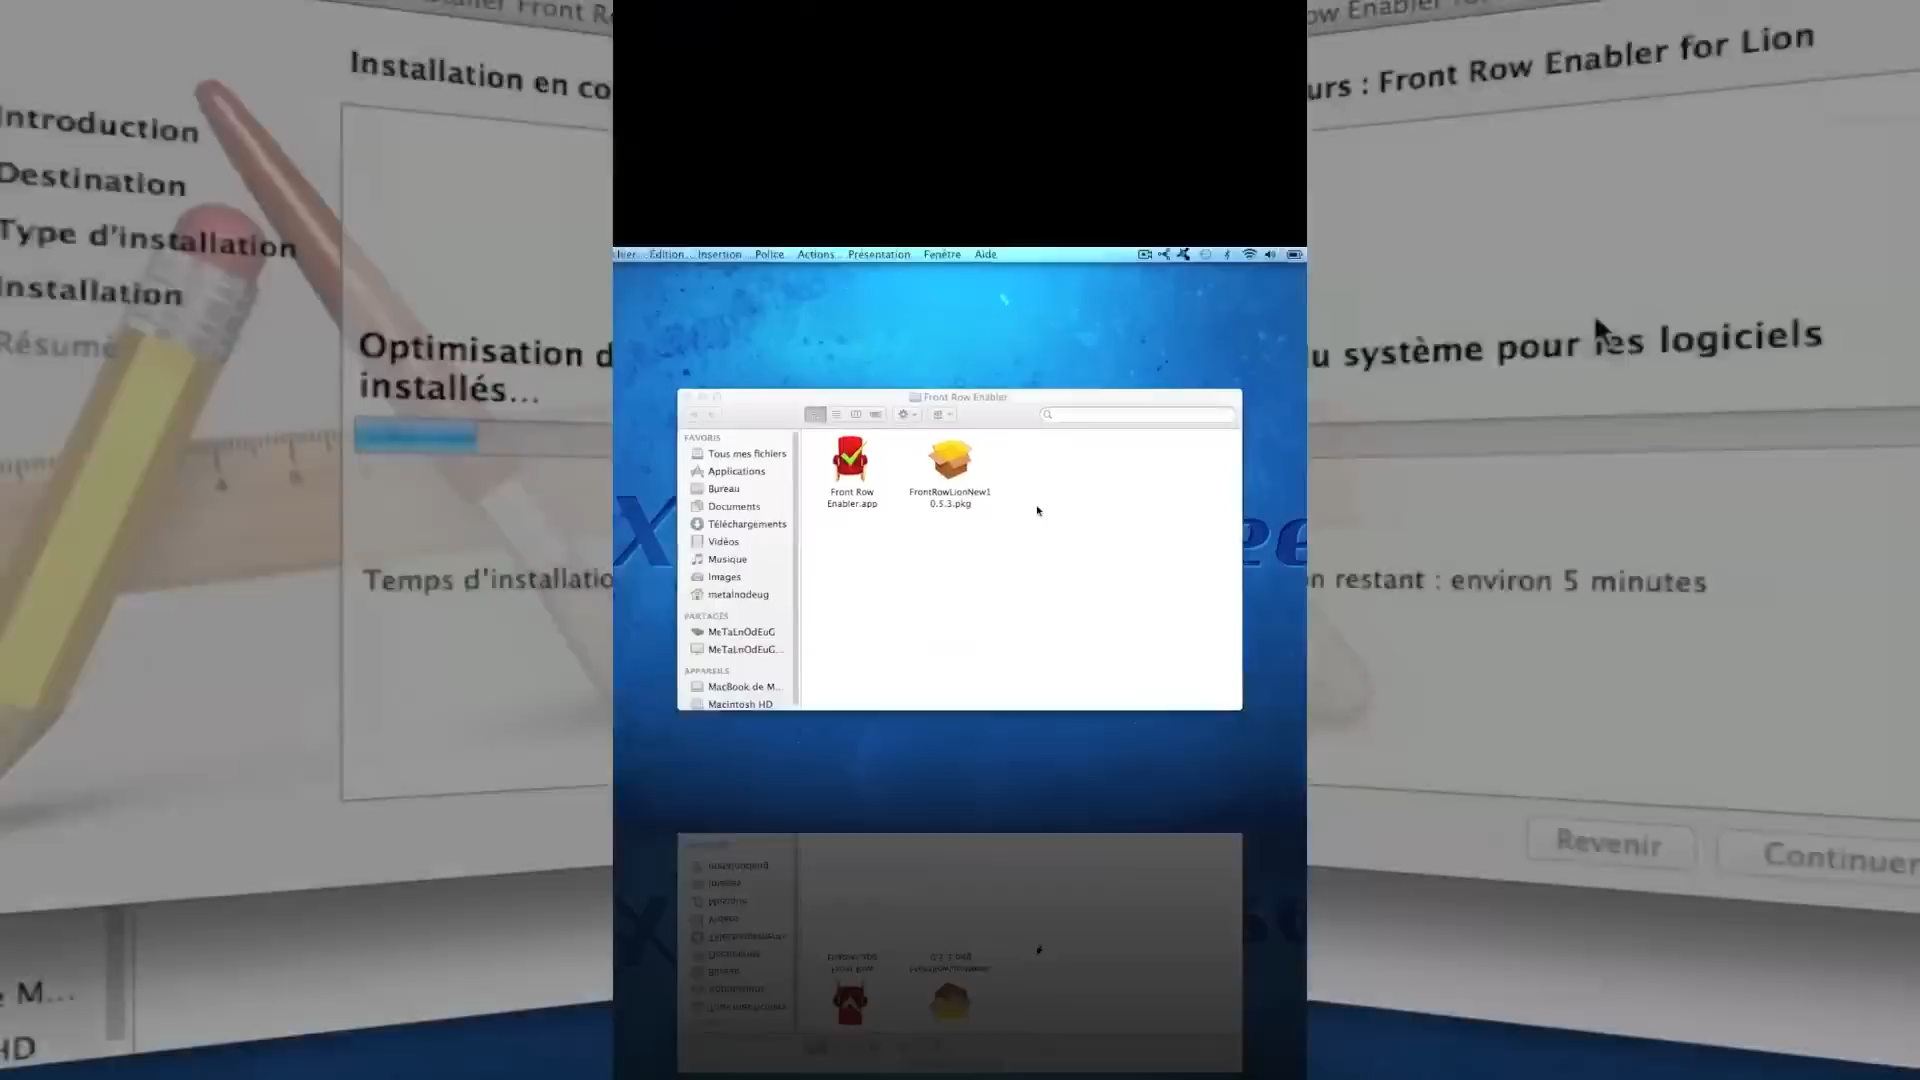 Installation en co
urs : Front Row Enabler for Lion
Introduction
Destination
Type d'installation
Installation
Résumé
Optimisation d
u système pour les logiciels
installés...
Temps d'installatio
n restant : environ 5 minutes
Revenir
Continuer
M...
HD
Édition
Insertion
Police
Actions
Présentation
Fenêtre
Aide
Front Row Enabler
FAVORIS
Tous mes fichiers
Applications
Bureau
Documents
Téléchargements
Vidéos
Musique
Images
metalnodeug
PARTAGÉS
MeTaLnOdEuG
MeTaLnOdEuG...
APPAREILS
MacBook de M...
Macintosh HD
Front Row
Enabler.app
FrontRowLionNew1
0.5.3.pkg